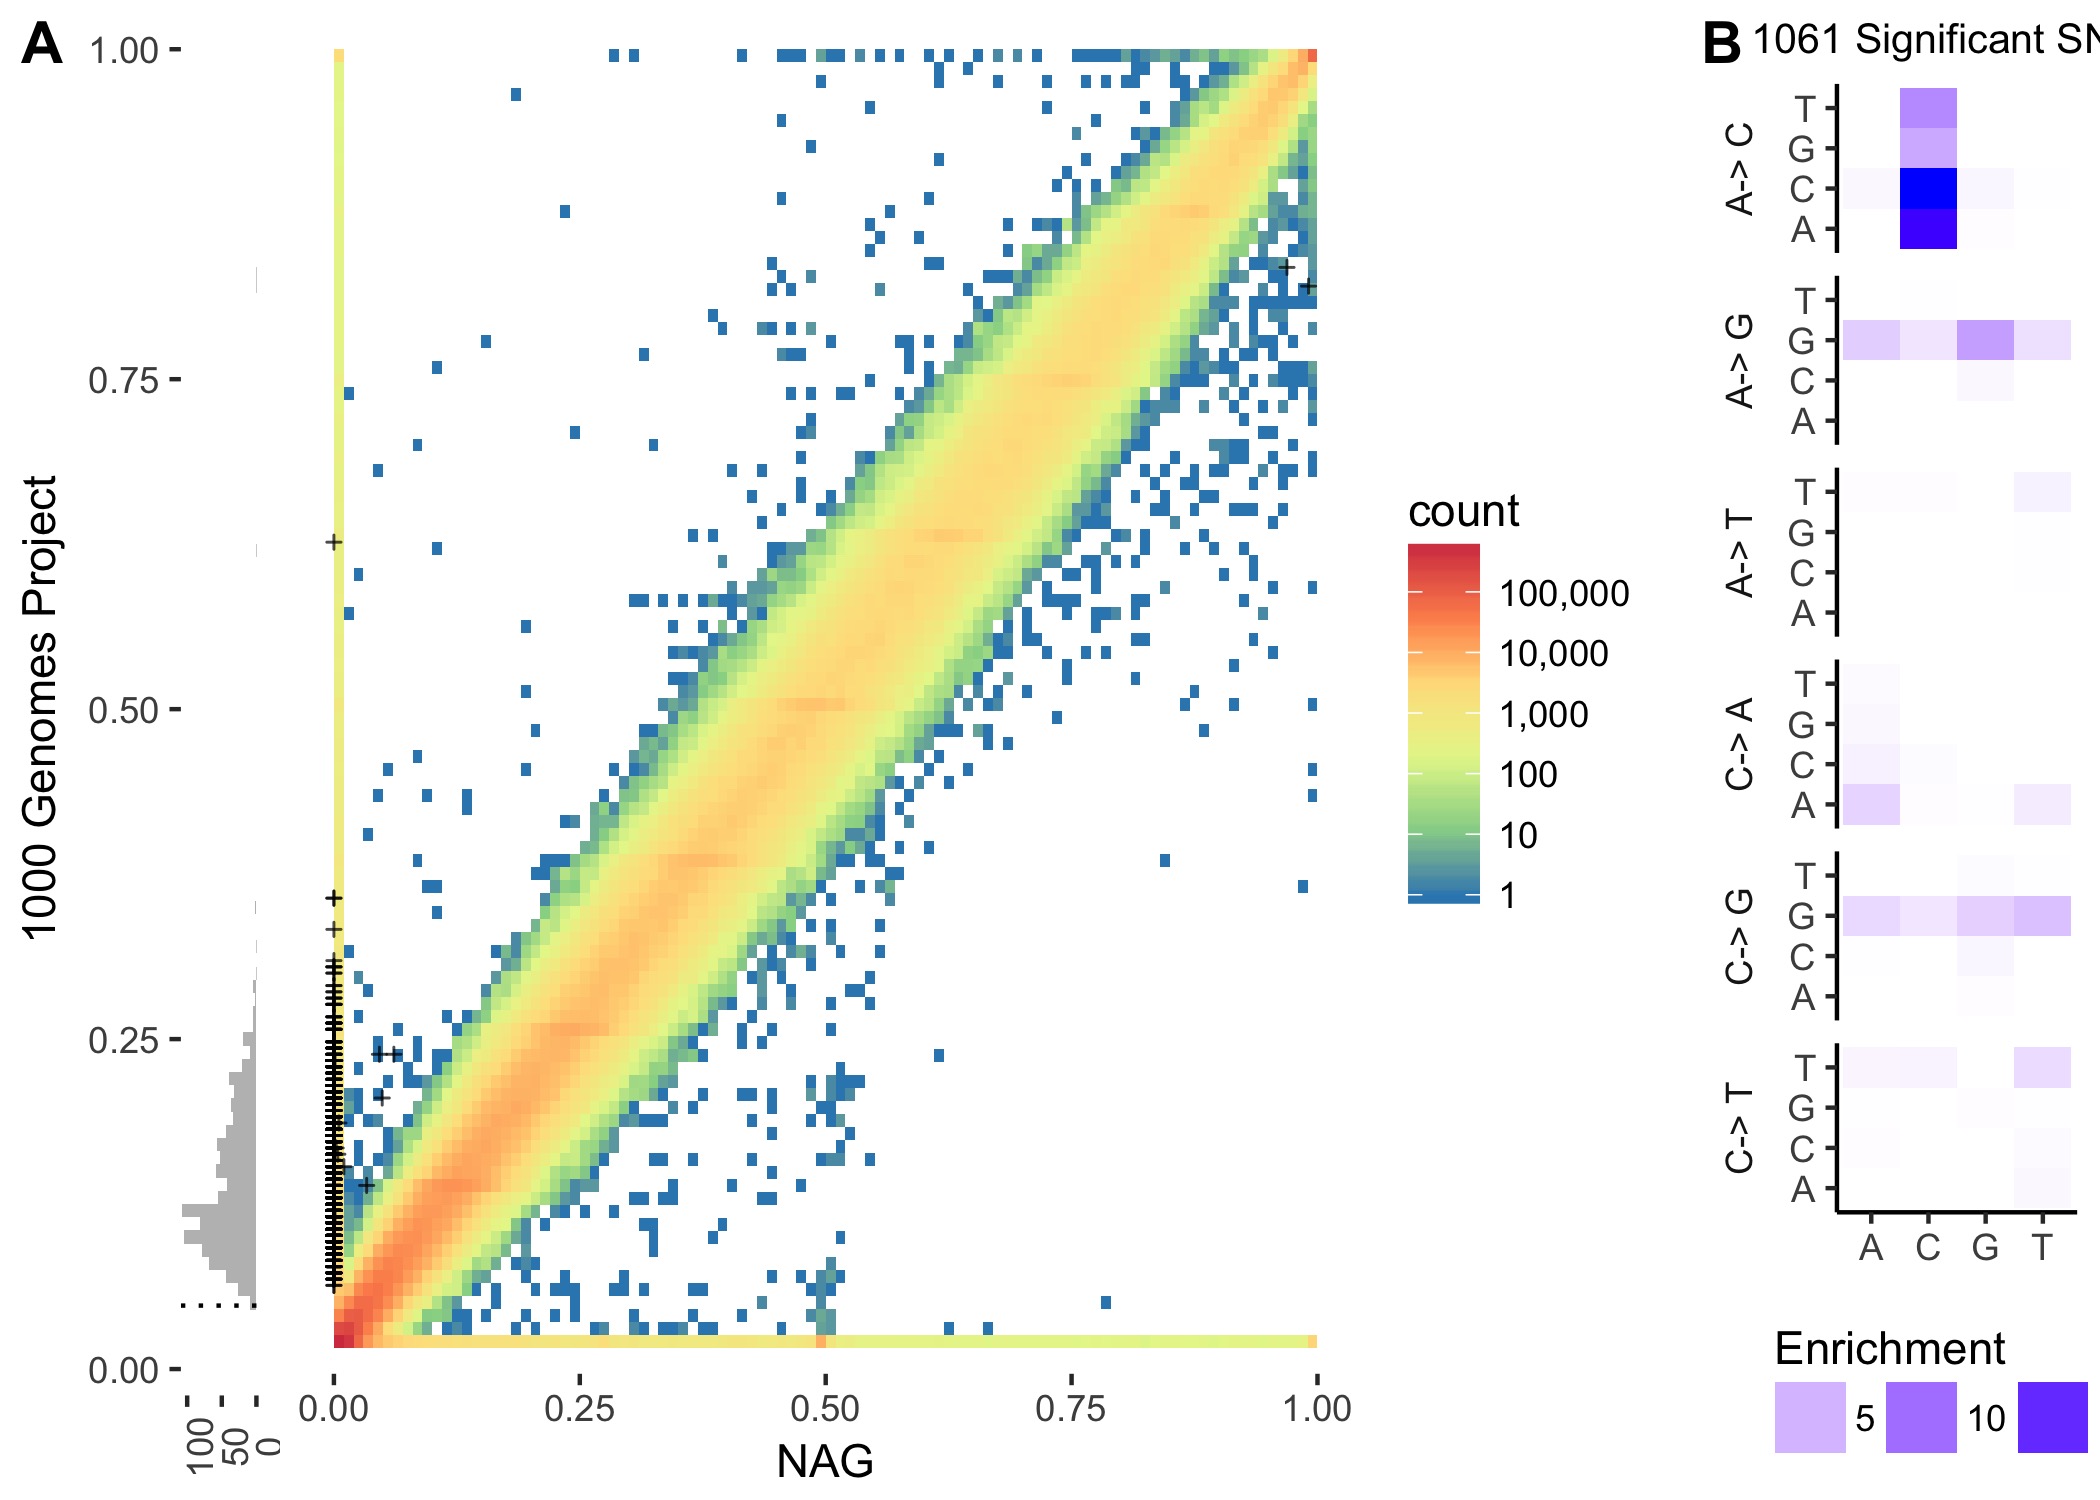 A
1000 Genomes Project
1.00
0.75
0.50
0.25
0.00
100
50
0
0.00
0.25
0.50
0.75
1.00
NAG
count
100,000
10,000
1,000
100
10
1
B 1061 Significant SN
A-> C
T
G
C
A
A-> G
T
G
C
A
A-> T
T
G
C
A
C-> A
T
G
C
A
C-> G
T
G
C
A
C-> T
T
G
C
A
A C G T
Enrichment
5 10